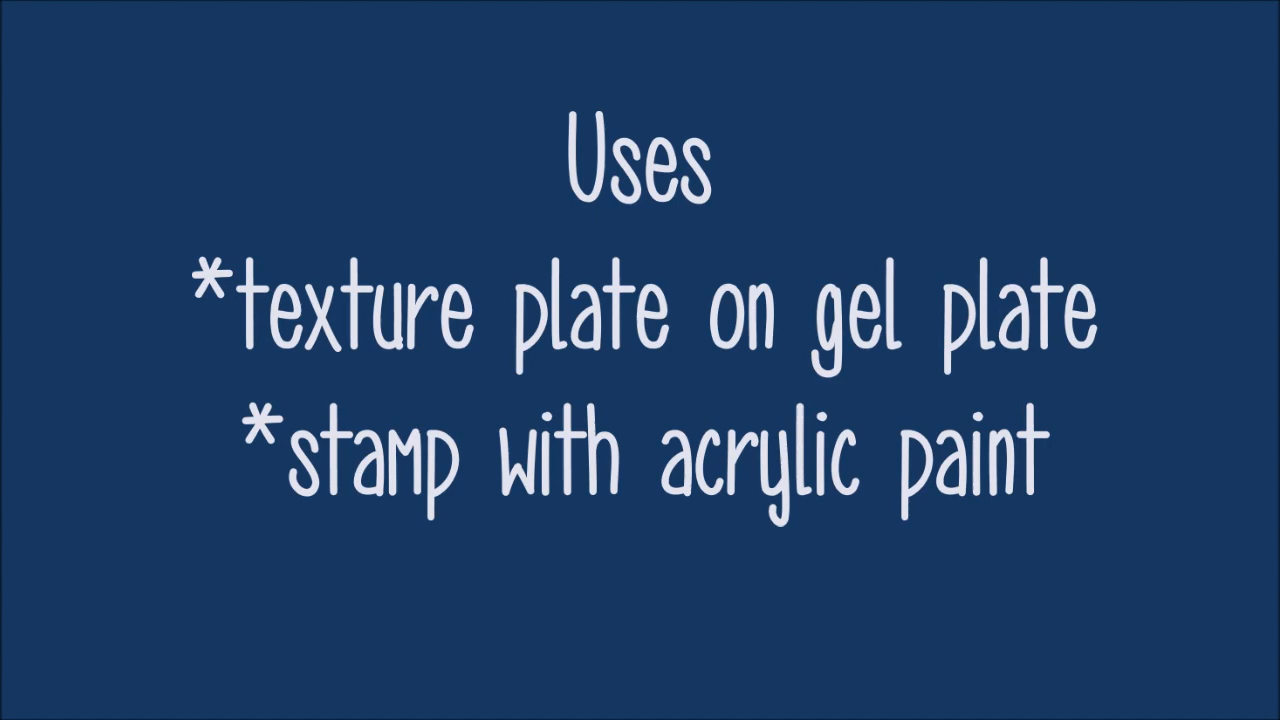 Uses
*texture plate on gel plate
*stamp with acrylic paint